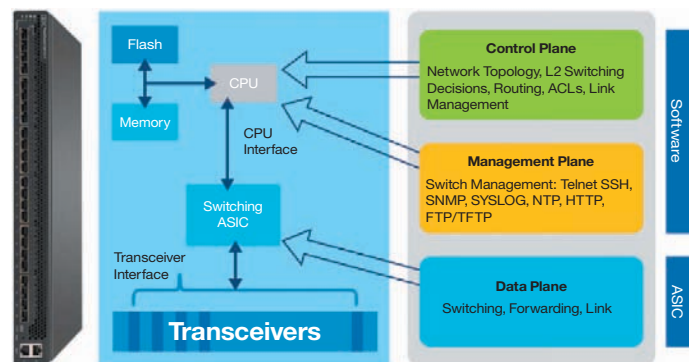 Flash
CPU
Memory
CPU
Interface
Switching
ASIC
Transceiver
Interface
Transceivers
Control Plane
Network Topology, L2 Switching
Decisions, Routing, ACLs, Link
Management
Management Plane
Switch Management: Telnet SSH,
SNMP, SYSLOG, NTP, HTTP,
FTP/TFTP
Data Plane
Switching, Forwarding, Link
Software
ASIC